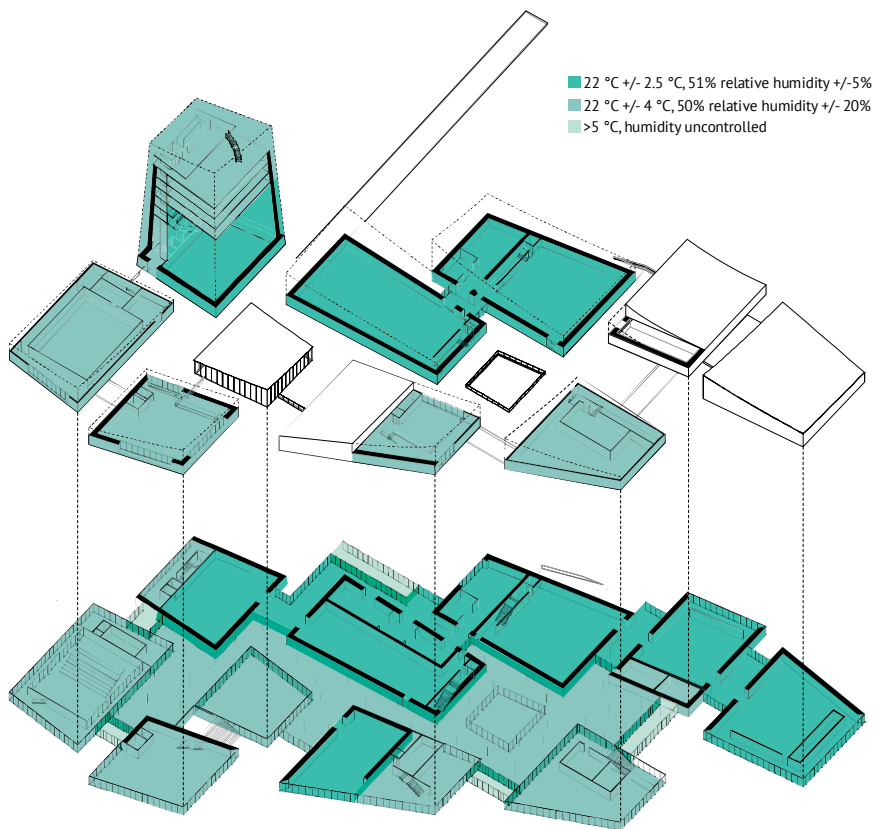 22 °C +/- 2.5 °C, 51% relative humidity +/-5%
22 °C +/- 4 °C, 50% relative humidity +/- 20%
>5 °C, humidity uncontrolled